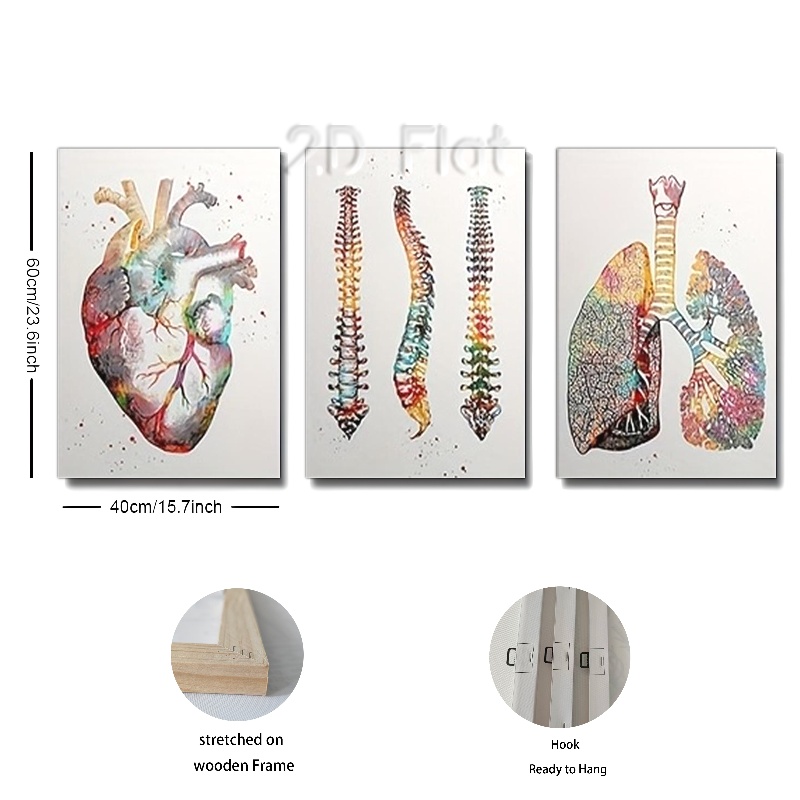 2D Flat
60cm/23.6inch
40cm/15.7inch
stretched on
wooden Frame
Hook
Ready to Hang